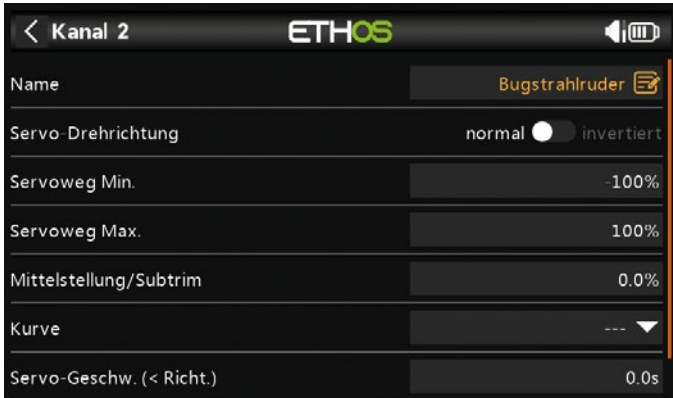 Kanal 2 ETHOS
Name Bugstrahlruder
Servo-Drehrichtung normal invertiert
Servoweg Min. -100%
Servoweg Max. 100%
Mittelstellung/Subtrim 0.0%
Kurve ---
Servo-Geschw. (< Richt.) 0.0s